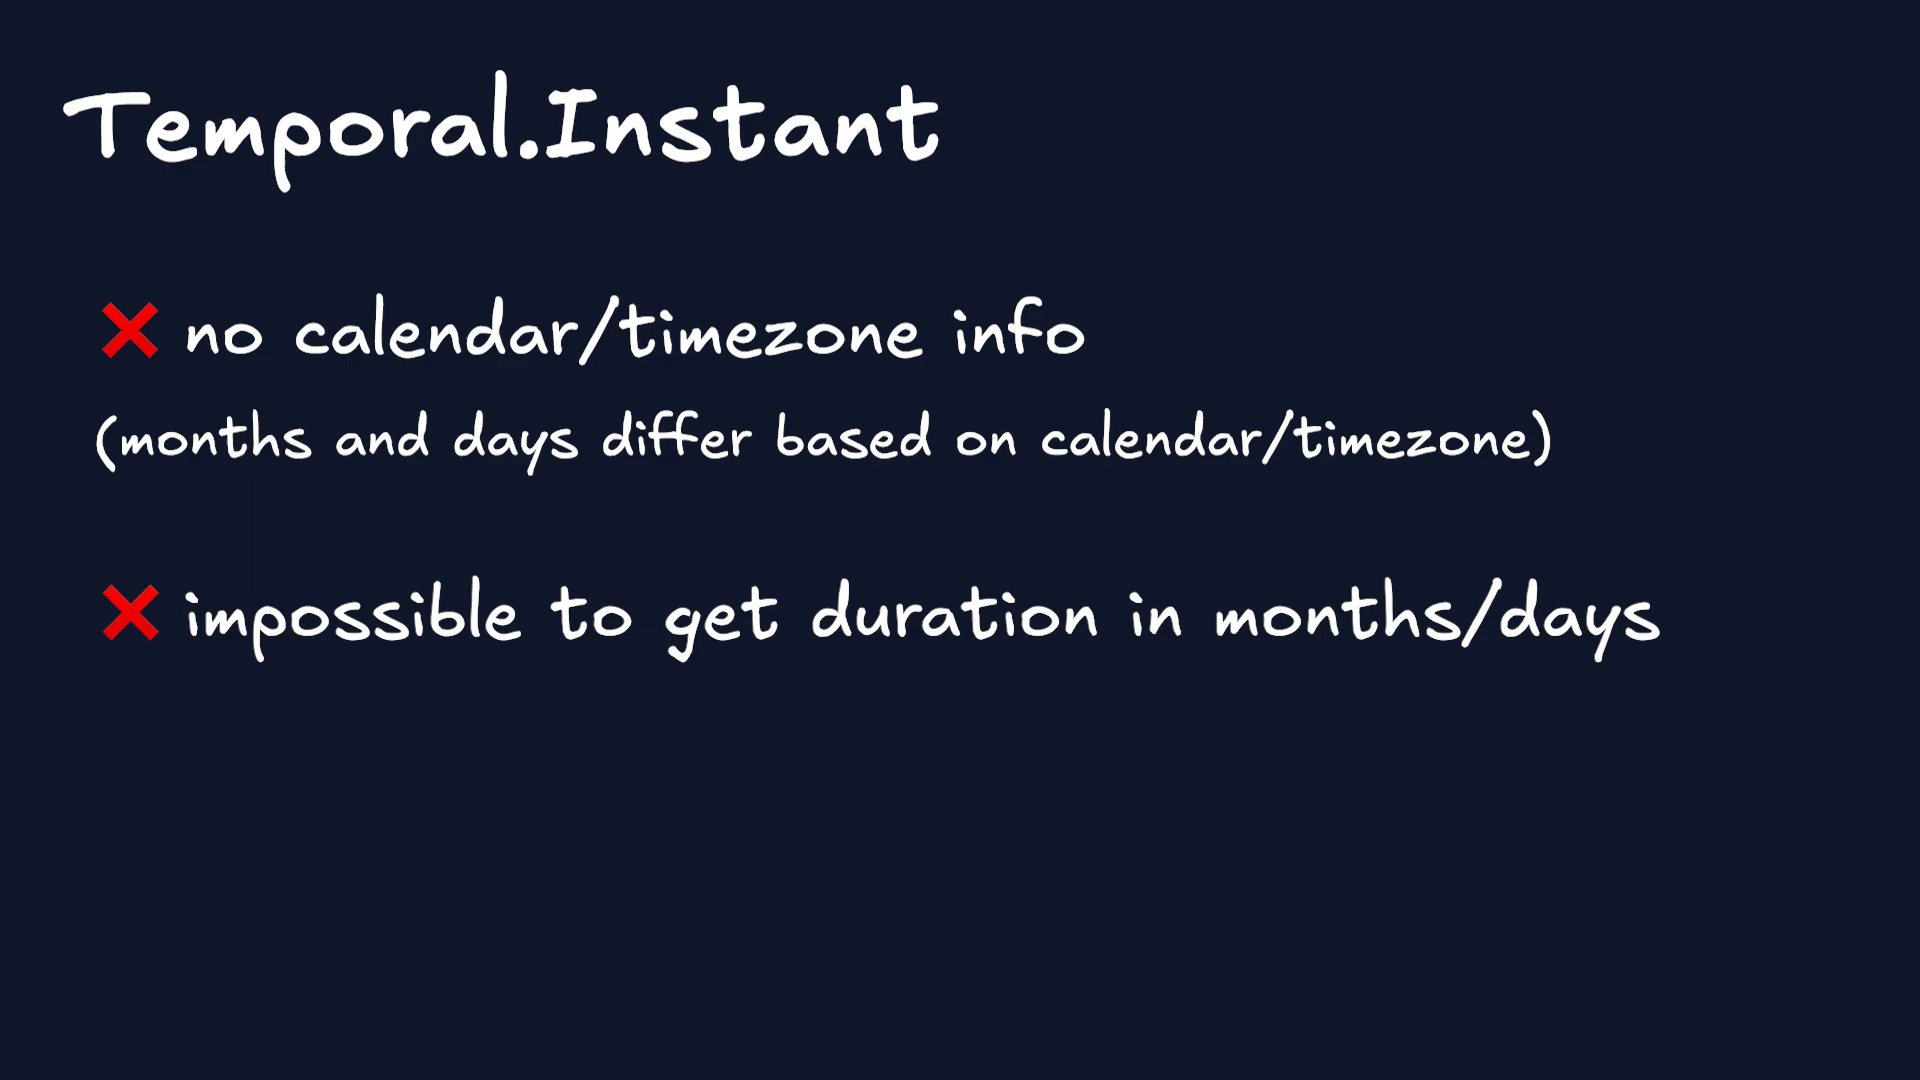 Temporal.Instant
❌ no calendar/timezone info
(months and days differ based on calendar/timezone)
❌ impossible to get duration in months/days